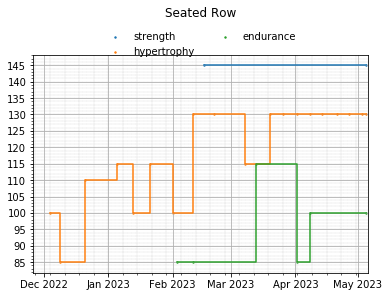 Seated Row
strength
endurance
hypertrophy
145
140
135
130
125
120
115
110
105
100
95
90
85
Dec 2022
Jan 2023
Feb 2023
Mar 2023
Apr 2023
May 2023